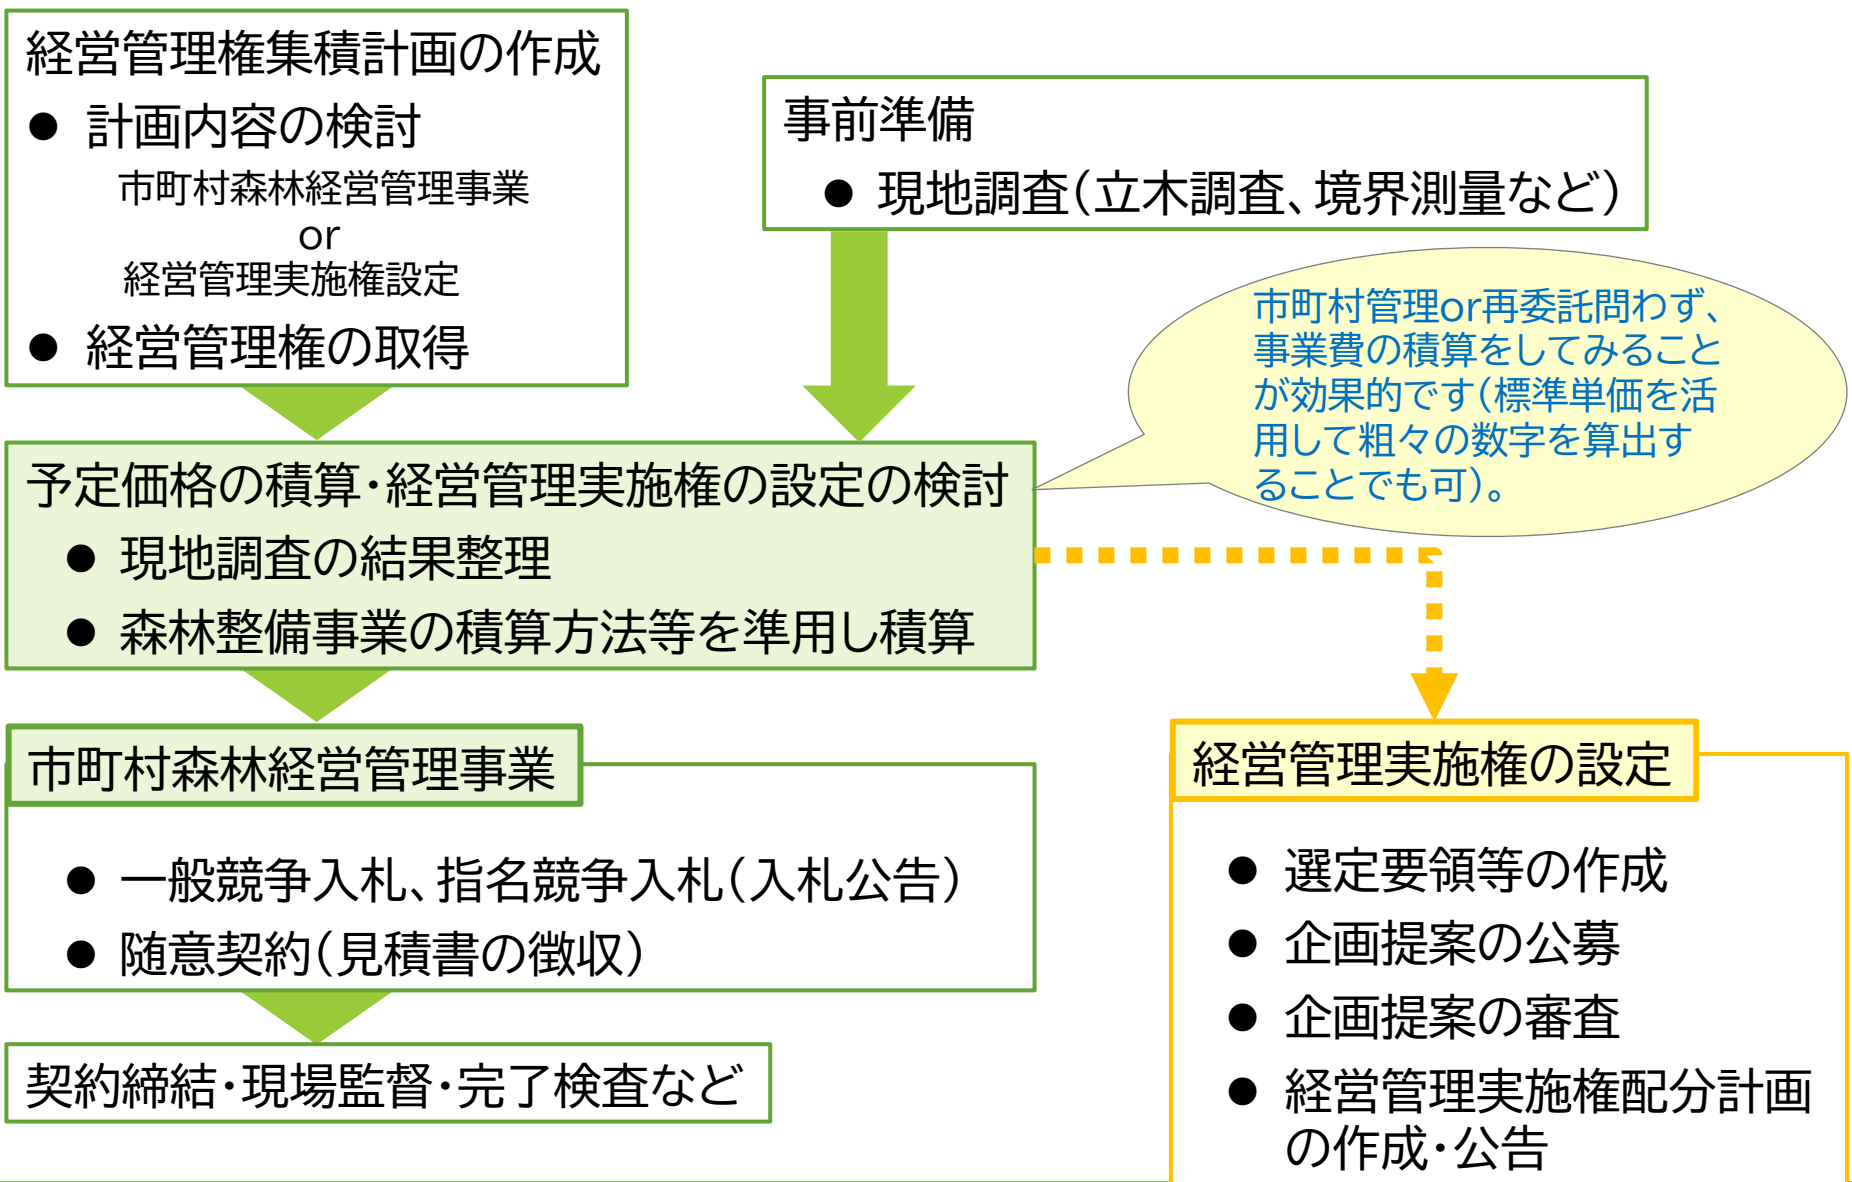 経営管理権集積計画の作成
● 計画内容の検討
市町村森林経営管理事業
or
経営管理実施権設定
● 経営管理権の取得
事前準備
● 現地調査（立木調査、境界測量など）
市町村管理or再委託問わず、
事業費の積算をしてみること
が効果的です（標準単価を活
用して粗々の数字を算出す
ることでも可）。
予定価格の積算・経営管理実施権の設定の検討
● 現地調査の結果整理
● 森林整備事業の積算方法等を準用し積算
市町村森林経営管理事業
● 一般競争入札、指名競争入札（入札公告）
● 随意契約（見積書の徴収）
契約締結・現場監督・完了検査など
経営管理実施権の設定
● 選定要領等の作成
● 企画提案の公募
● 企画提案の審査
● 経営管理実施権配分計画
の作成・公告